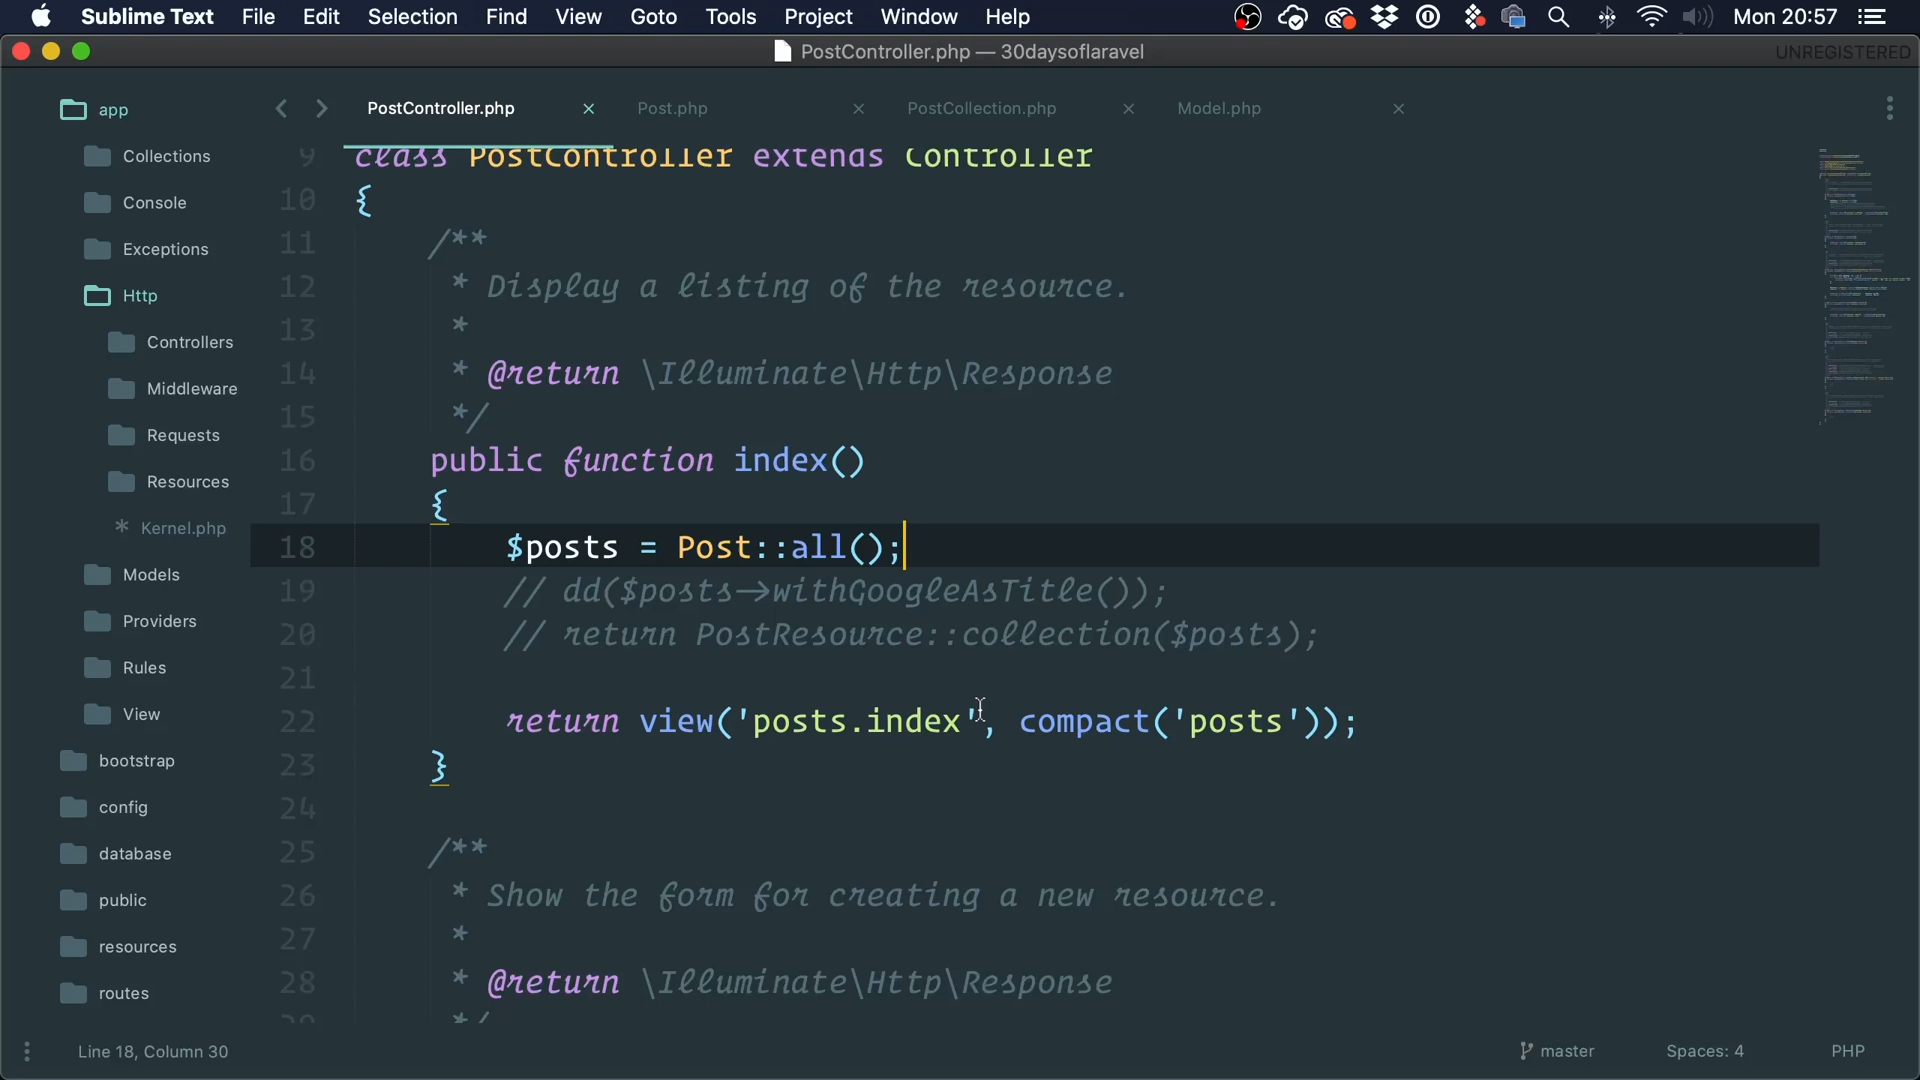 Sublime Text File Edit Selection Find View Goto Tools Project Window Help Mon 20:57
PostController.php — 30daysoflaravel UNREGISTERED
app
Collections
Console
Exceptions
Http
Controllers
Middleware
Requests
Resources
* Kernel.php
Models
Providers
Rules
View
bootstrap
config
database
public
resources
routes
PostController.php × Post.php × PostCollection.php × Model.php ×
9 class PostController extends Controller
10 {
11 /**
12 * Display a listing of the resource.
13 *
14 * @return \Illuminate\Http\Response
15 */
16 public function index()
17 {
18 $posts = Post::all();
19 // dd($posts->withGoogleAsTitle());
20 // return PostResource::collection($posts);
21
22 return view('posts.index', compact('posts'));
23 }
24
25 /**
26 * Show the form for creating a new resource.
27 *
28 * @return \Illuminate\Http\Response
29 */
Line 18, Column 30 master Spaces: 4 PHP